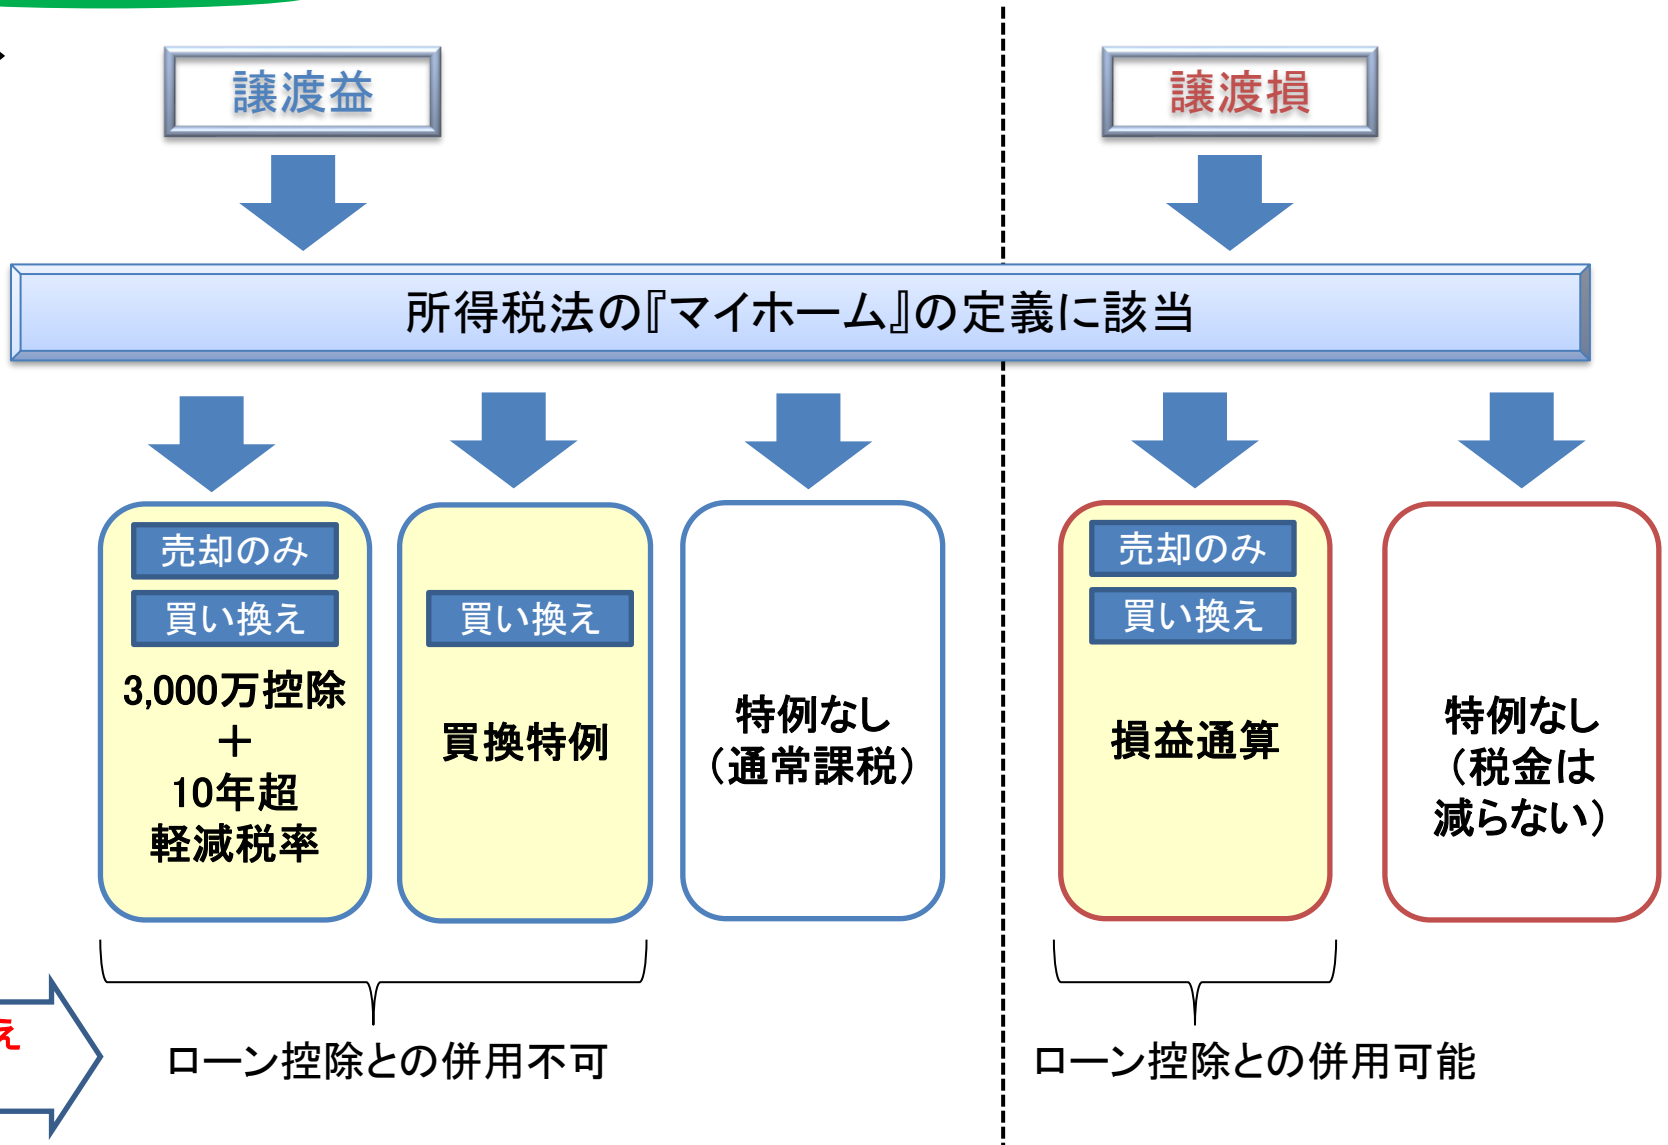 譲渡益
譲渡損
所得税法の『マイホーム』の定義に該当
売却のみ
買い換え
3,000万控除
＋
10年超
軽減税率
買い換え
買換特例
特例なし
（通常課税）
売却のみ
買い換え
損益通算
特例なし
（税金は
減らない）
え
ローン控除との併用不可
ローン控除との併用可能